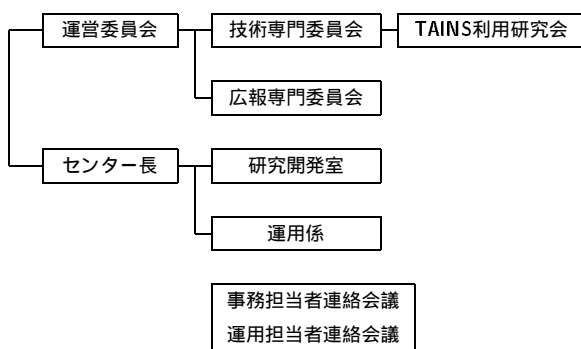 運営委員会
技術専門委員会
TAINS利用研究会
広報専門委員会
センター長
研究開発室
運用係
事務担当者連絡会議
運用担当者連絡会議